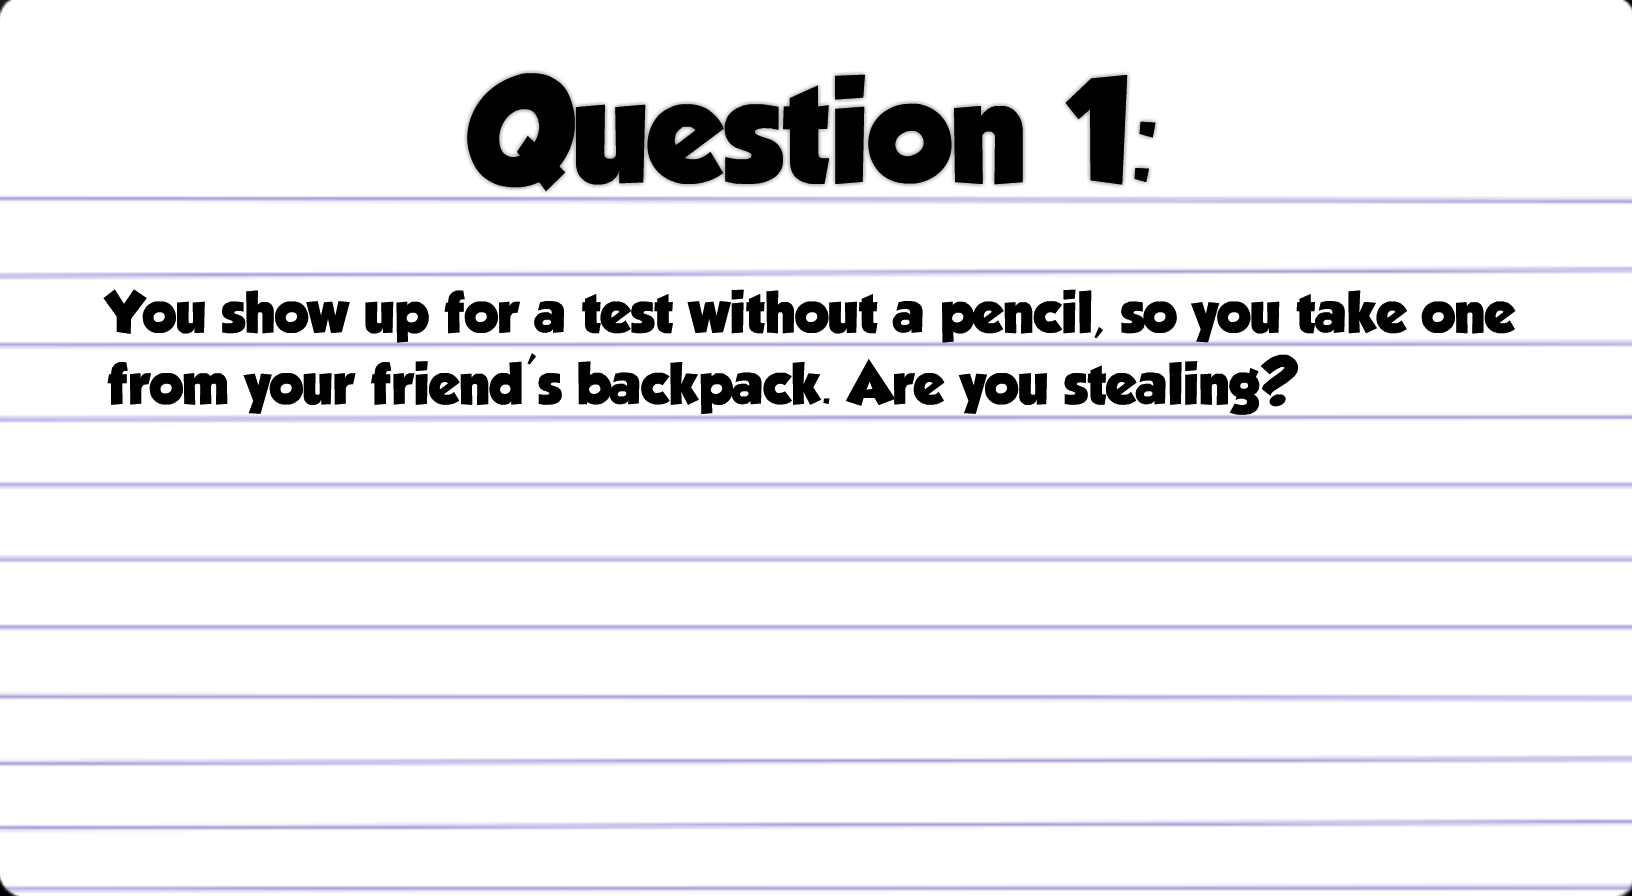 Question 1:
You show up for a test without a pencil, so you take one
from your friend's backpack. Are you stealing?